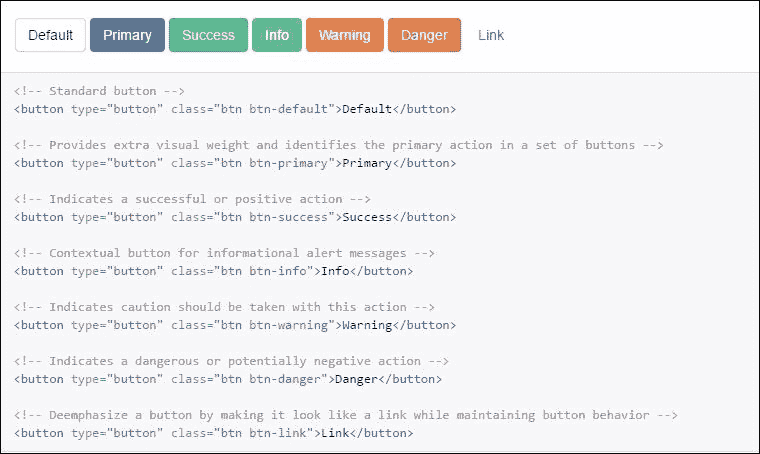 Default Primary Success Info Warning Danger Link
<!-- Standard button -->
<button type="button" class="btn btn-default">Default</button>
<!-- Provides extra visual weight and identifies the primary action in a set of buttons -->
<button type="button" class="btn btn-primary">Primary</button>
<!-- Indicates a successful or positive action -->
<button type="button" class="btn btn-success">Success</button>
<!-- Contextual button for informational alert messages -->
<button type="button" class="btn btn-info">Info</button>
<!-- Indicates caution should be taken with this action -->
<button type="button" class="btn btn-warning">Warning</button>
<!-- Indicates a dangerous or potentially negative action -->
<button type="button" class="btn btn-danger">Danger</button>
<!-- Deemphasize a button by making it look like a link while maintaining button behavior -->
<button type="button" class="btn btn-link">Link</button>